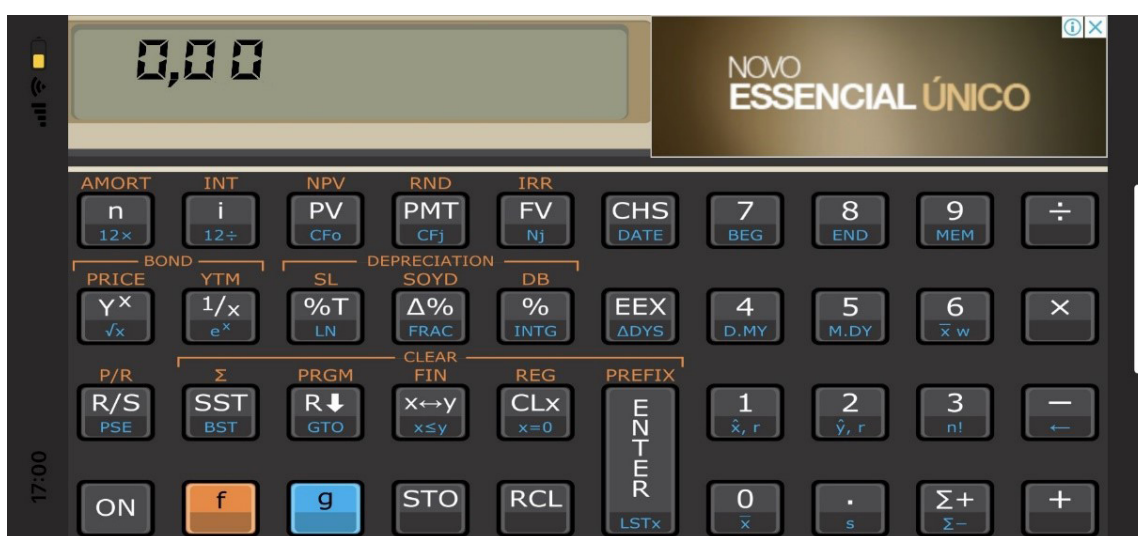 0,00
NOVO
ESSENCIAL ÚNICO
AMORT INT NPV RND IRR
n i PV PMT FV CHS 7 8 9 ÷
12× 12÷ CFo CFj Nj DATE BEG END MEM
BOND DEPRECIATION
PRICE YTM SL SOYD DB
Yˣ 1/x %T Δ% % EEX 4 5 6 ×
√x eˣ LN FRAC INTG ΔDYS D.MY M.DY x̅ w
CLEAR
P/R Σ PRGM FIN REG PREFIX
R/S SST R⬇ x↔y CLx ENTER 1 2 3 −
PSE BST GTO x≤y x=0 x̂, r ŷ, r n! ←
ON f g STO RCL 0 . Σ+ +
LSTx x̅ s Σ−
17:00